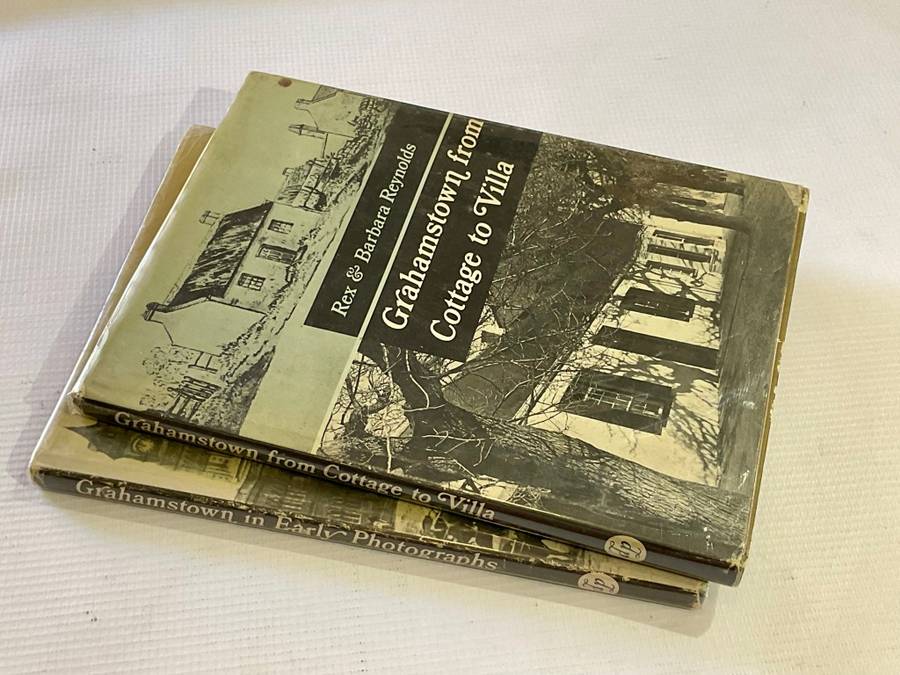 Rex & Barbara Reynolds
Grahamstown from
Cottage to Villa
Grahamstown from Cottage to Villa
Grahamstown in Early Photographs